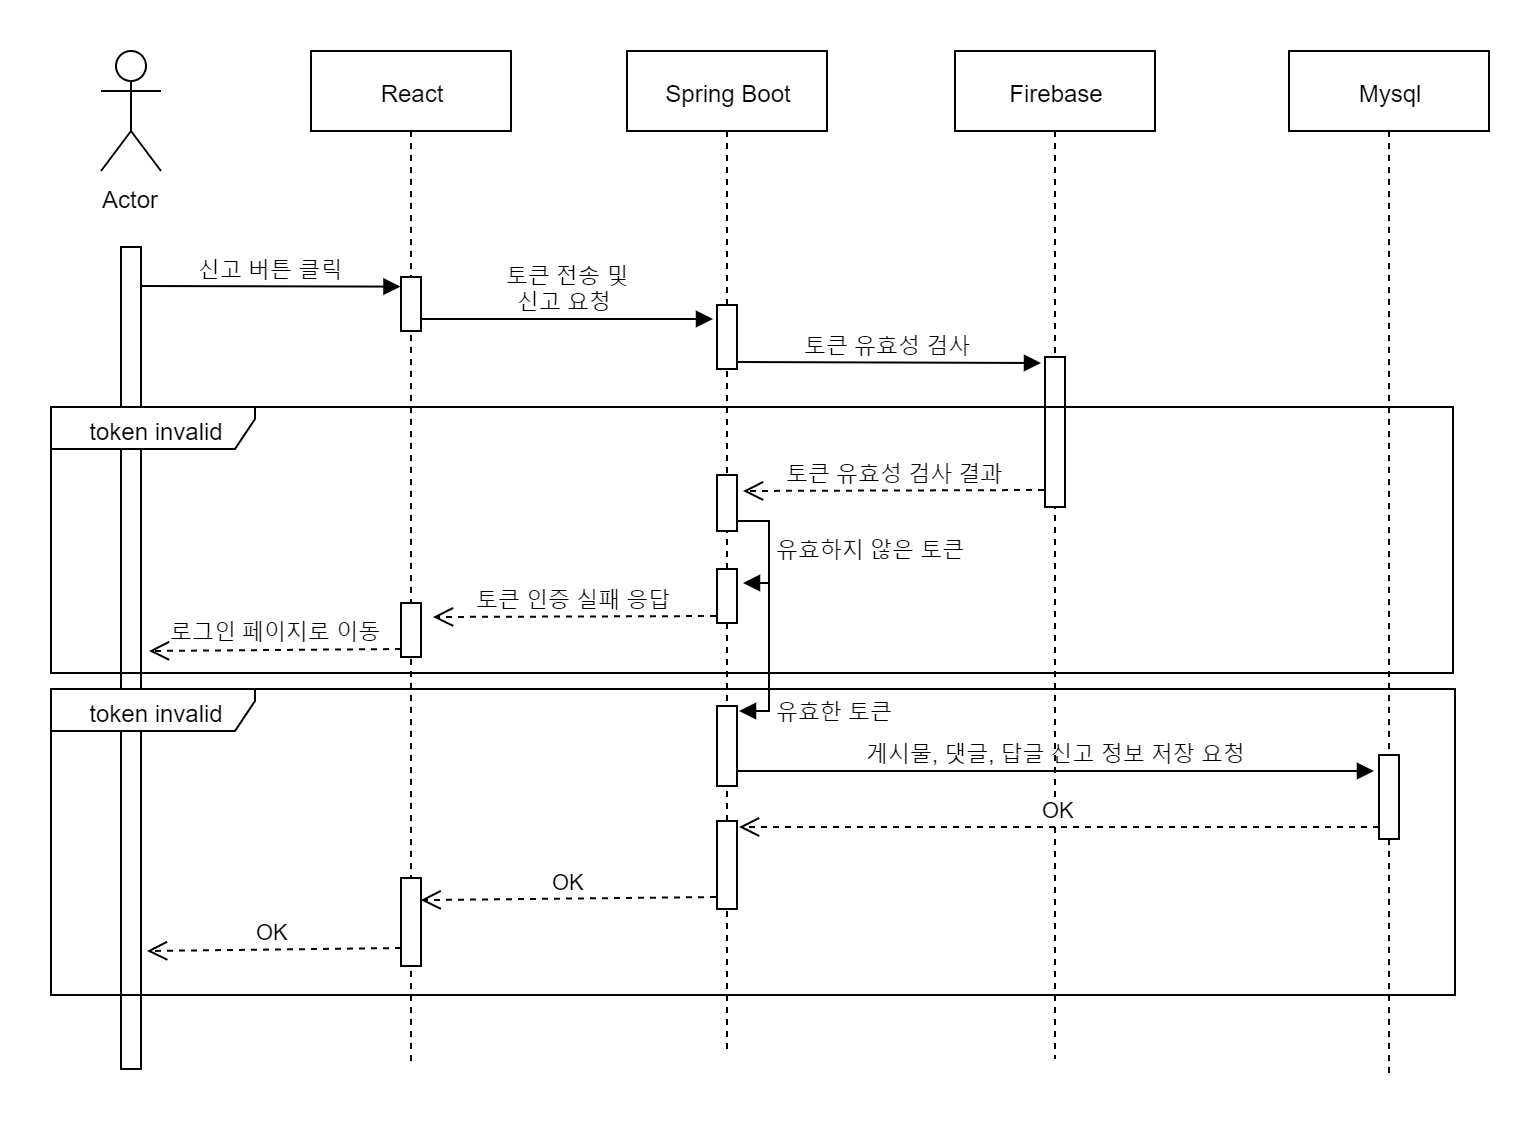 React
Spring Boot
Firebase
Mysql
Actor
신고 버튼 클릭
토큰 전송 및
신고 요청
토큰 유효성 검사
token invalid
토큰 유효성 검사 결과
유효하지 않은 토큰
토큰 인증 실패 응답
로그인 페이지로 이동
token invalid
유효한 토큰
게시물, 댓글, 답글 신고 정보 저장 요청
OK
OK
OK